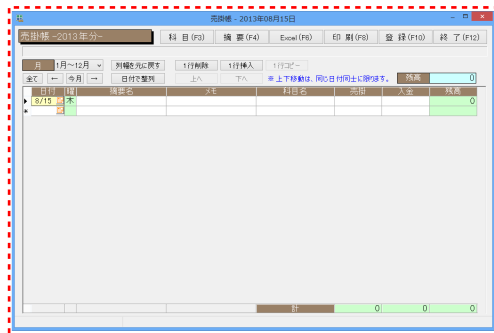 売掛帳 - 2013年08月15日
売掛帳 -2013年分-
科 目(F3)
摘 要(F4)
Excel(F6)
印 刷(F8)
登 録(F10)
終 了(F12)
月 1月~12月 列幅を元に戻す 1行削除 1行挿入 1行コピー
全て ← 今月 → 日付で整列 上へ 下へ ※上下移動は、同じ日付同士に限ります。 残高 0
日付 曜 摘要名 メモ 科目名 売掛 入金 残高
8/15 木 0
計 0 0 0